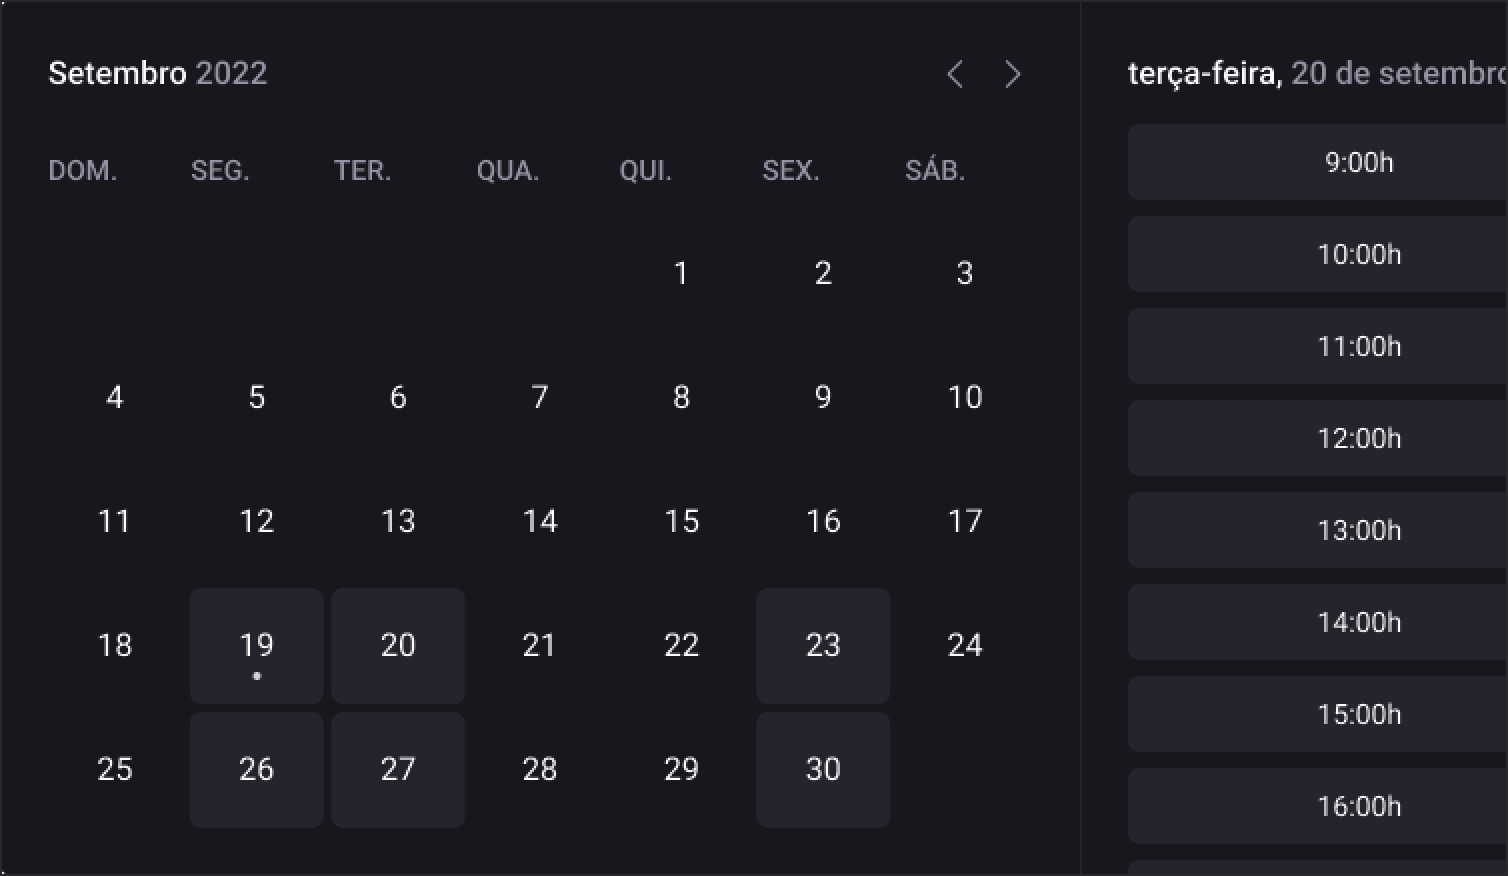 Setembro 2022
DOM. SEG. TER. QUA. QUI. SEX. SÁB.
1 2 3
4 5 6 7 8 9 10
11 12 13 14 15 16 17
18 19 20 21 22 23 24
25 26 27 28 29 30
terça-feira, 20 de setembro
9:00h
10:00h
11:00h
12:00h
13:00h
14:00h
15:00h
16:00h